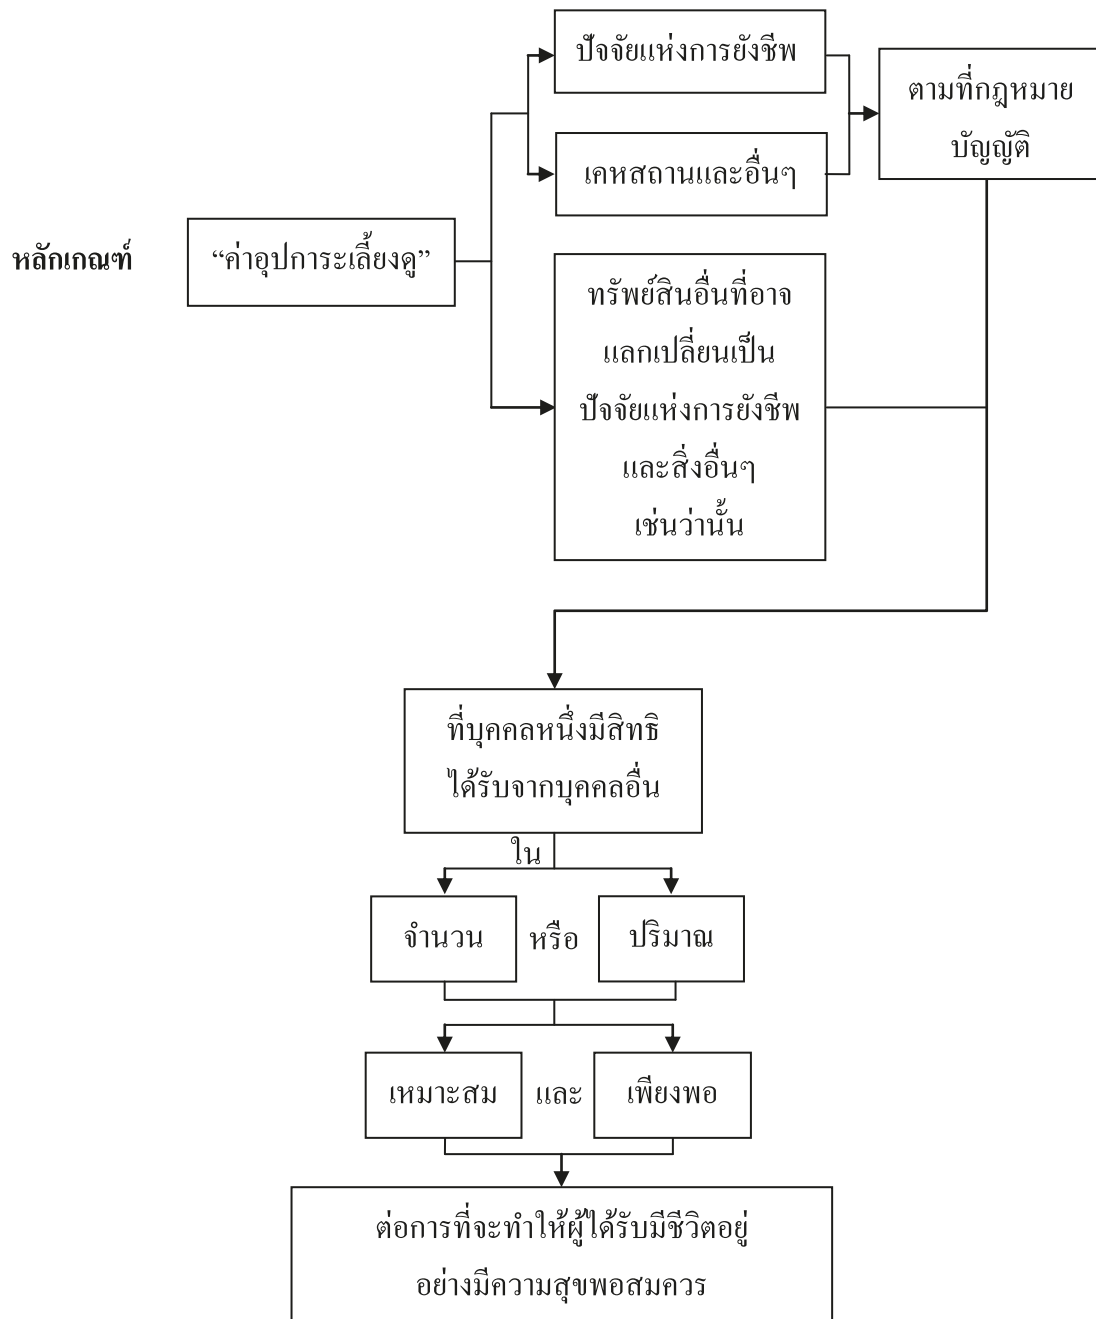 ปัจจัยแห่งการยังชีพ
ตามที่กฎหมาย
บัญญัติ
เคหสถานและอื่นๆ
หลักเกณฑ์
“ค่าอุปการะเลี้ยงดู”
ทรัพย์สินอื่นที่อาจ
แลกเปลี่ยนเป็น
ปัจจัยแห่งการยังชีพ
และสิ่งอื่นๆ
เช่นว่านั้น
ที่บุคคลหนึ่งมีสิทธิ
ได้รับจากบุคคลอื่น
ใน
จำนวน หรือ ปริมาณ
เหมาะสม และ เพียงพอ
ต่อการที่จะทำให้ผู้ได้รับมีชีวิตอยู่
อย่างมีความสุขพอสมควร